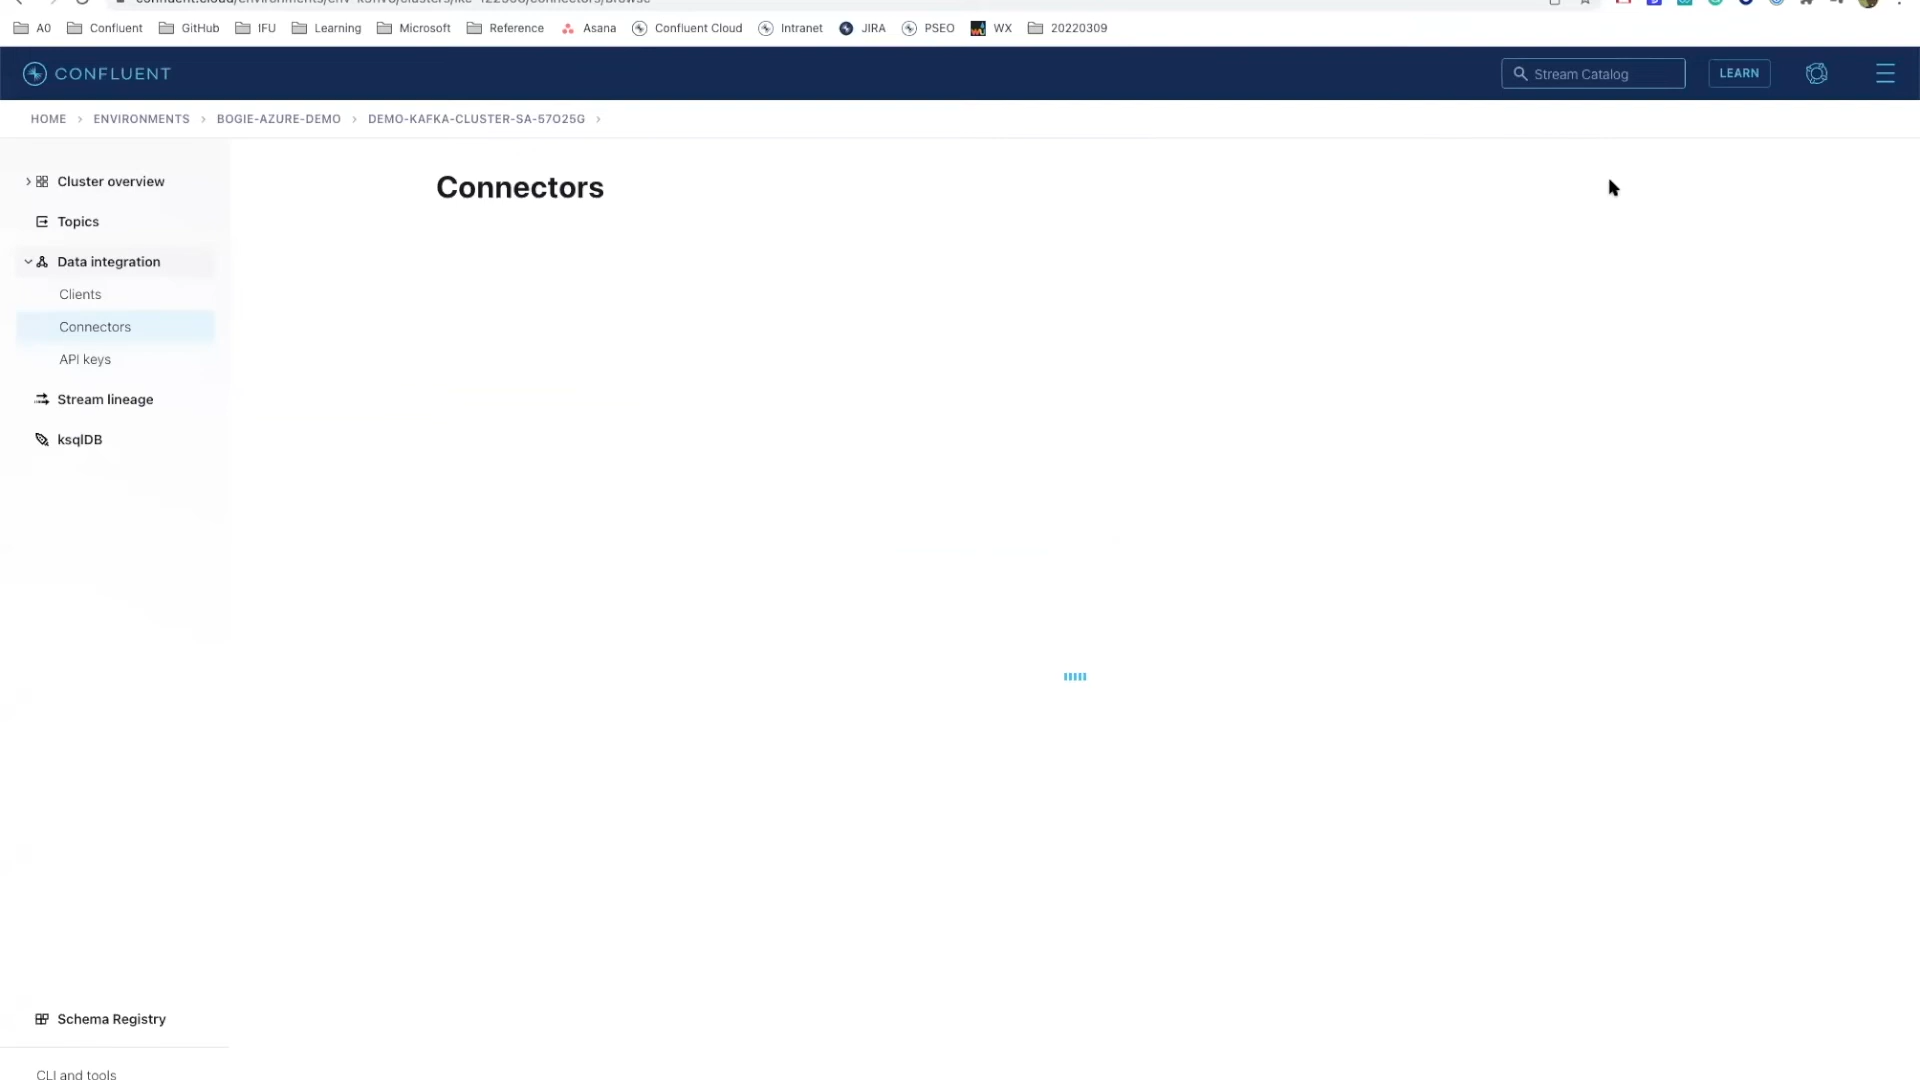 A0 Confluent GitHub IFU Learning Microsoft Reference Asana Confluent Cloud Intranet JIRA PSEO WX 20220309
CONFLUENT Stream Catalog LEARN
HOME > ENVIRONMENTS > BOGIE-AZURE-DEMO > DEMO-KAFKA-CLUSTER-SA-57O25G >
Cluster overview
Connectors
Topics
Data integration
Clients
Connectors
API keys
Stream lineage
ksqlDB
Schema Registry
CLI and tools